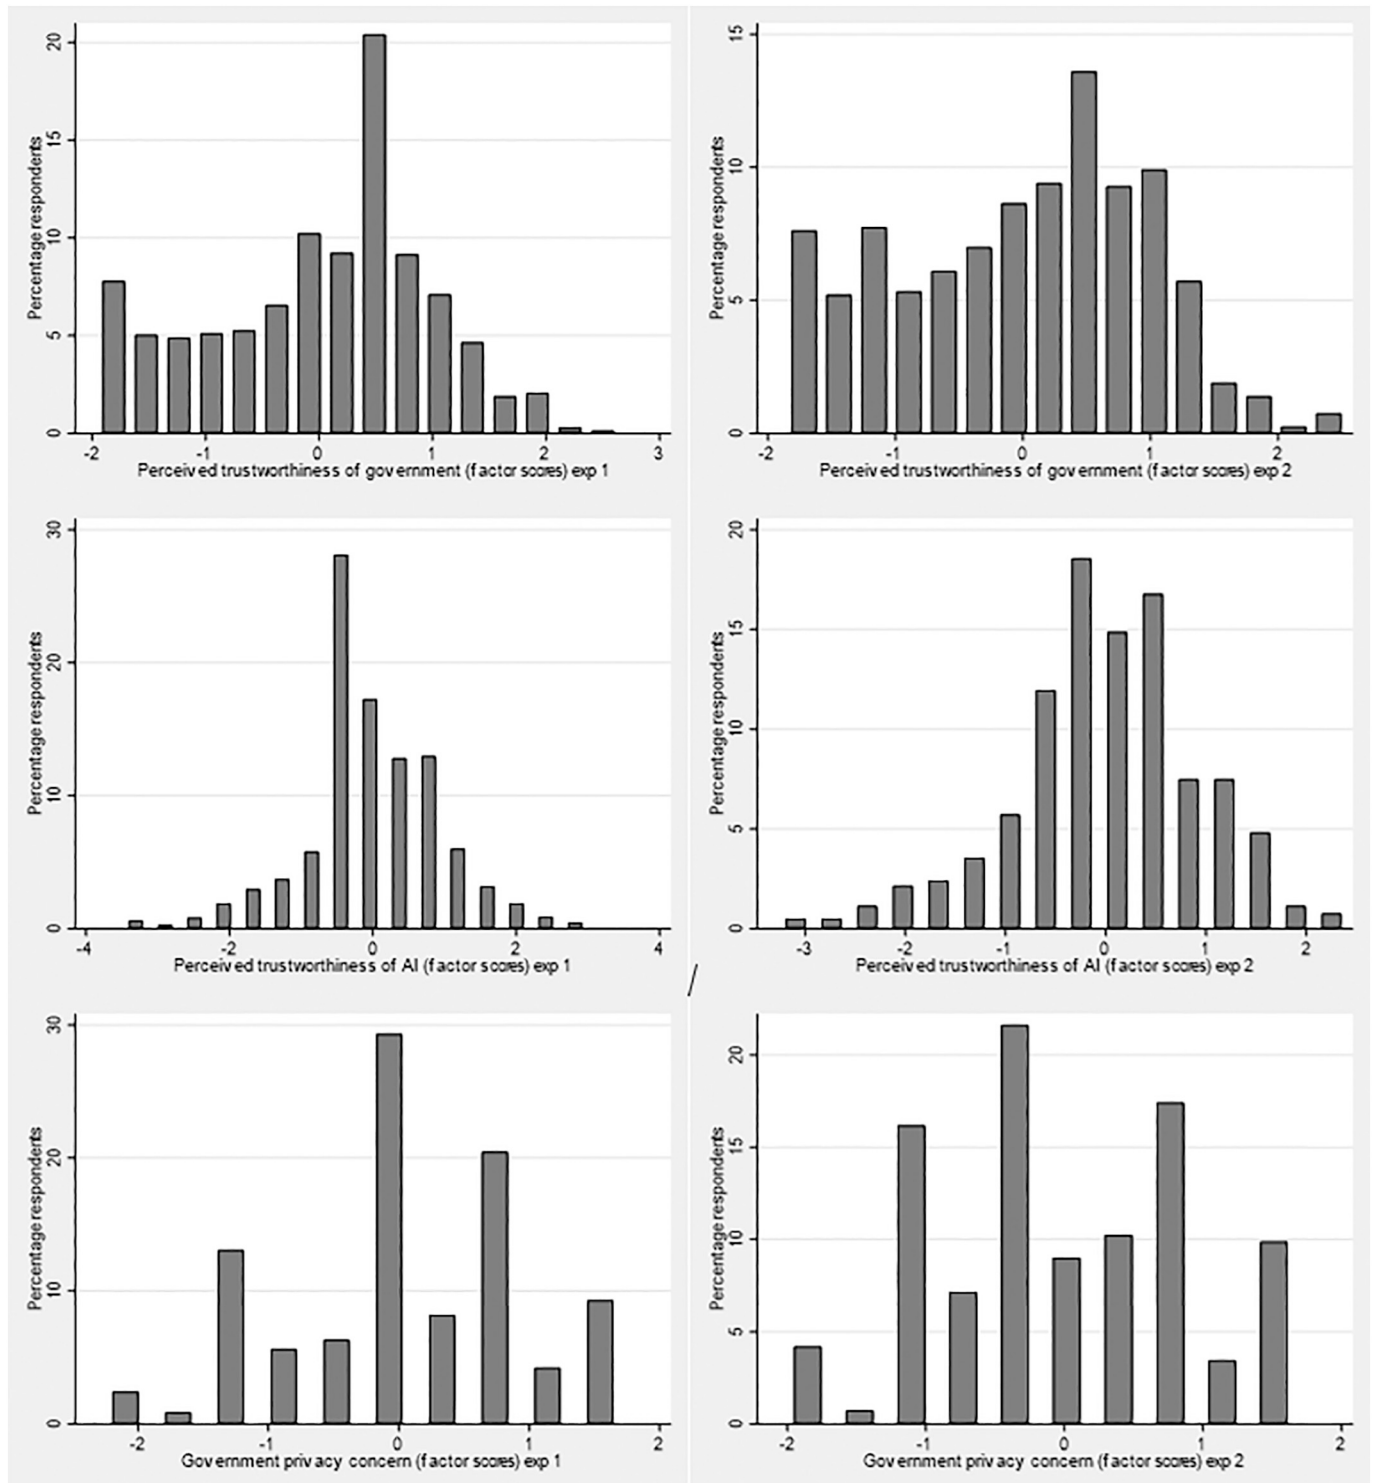 20
15
10
5
0
Percentage respondents
-2 -1 0 1 2 3
Perceived trustworthiness of government (factor scores) exp 1
15
10
5
0
Percentage respondents
-2 -1 0 1 2
Perceived trustworthiness of government (factor scores) exp 2
30
20
10
0
Percentage respondents
-4 -2 0 2 4
Perceived trustworthiness of AI (factor scores) exp 1
20
15
10
5
0
Percentage respondents
-3 -2 -1 0 1 2
Perceived trustworthiness of AI (factor scores) exp 2
/
30
20
10
0
Percentage respondents
-2 -1 0 1 2
Government privacy concern (factor scores) exp 1
20
15
10
5
0
Percentage respondents
-2 -1 0 1 2
Government privacy concern (factor scores) exp 2